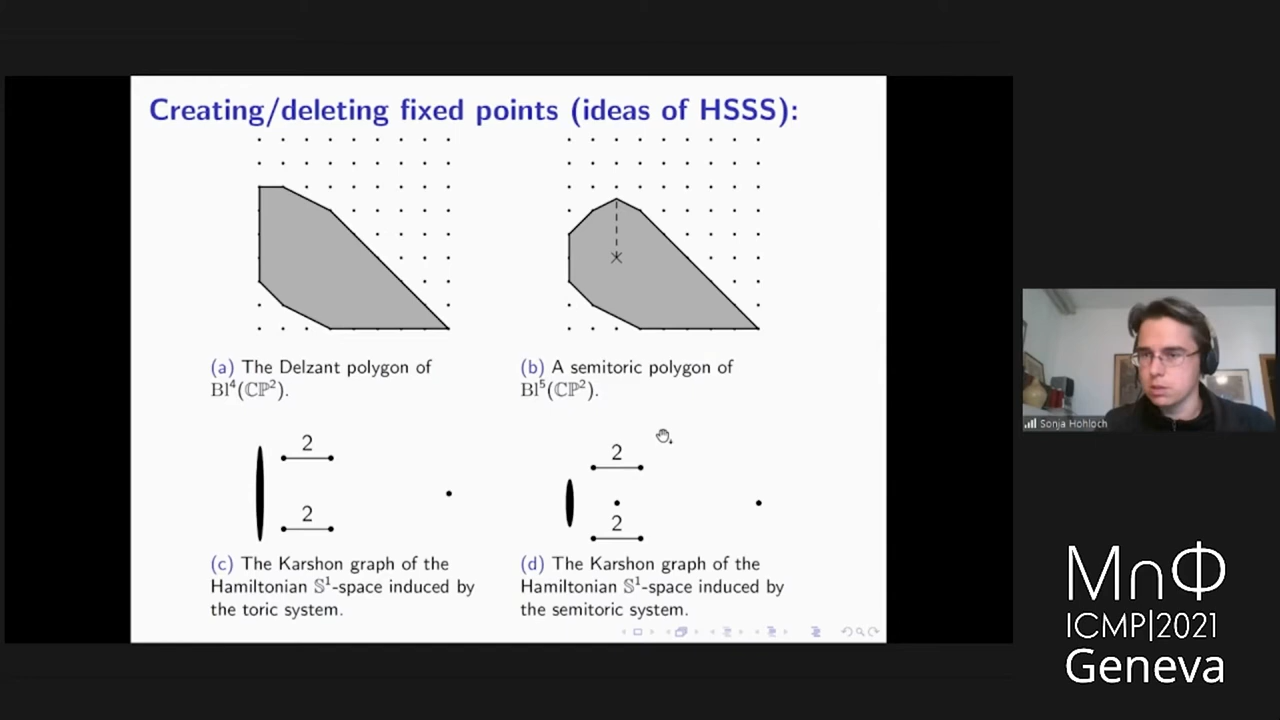 Creating/deleting fixed points (ideas of HSSS):
(a) The Delzant polygon of
Bl⁴(ℂℙ²).
(b) A semitoric polygon of
Bl⁵(ℂℙ²).
2
2
2
2
(c) The Karshon graph of the
Hamiltonian 𝕊¹-space induced by
the toric system.
(d) The Karshon graph of the
Hamiltonian 𝕊¹-space induced by
the semitoric system.
Sonja Hohloch
MnΦ
ICMP|2021
Geneva